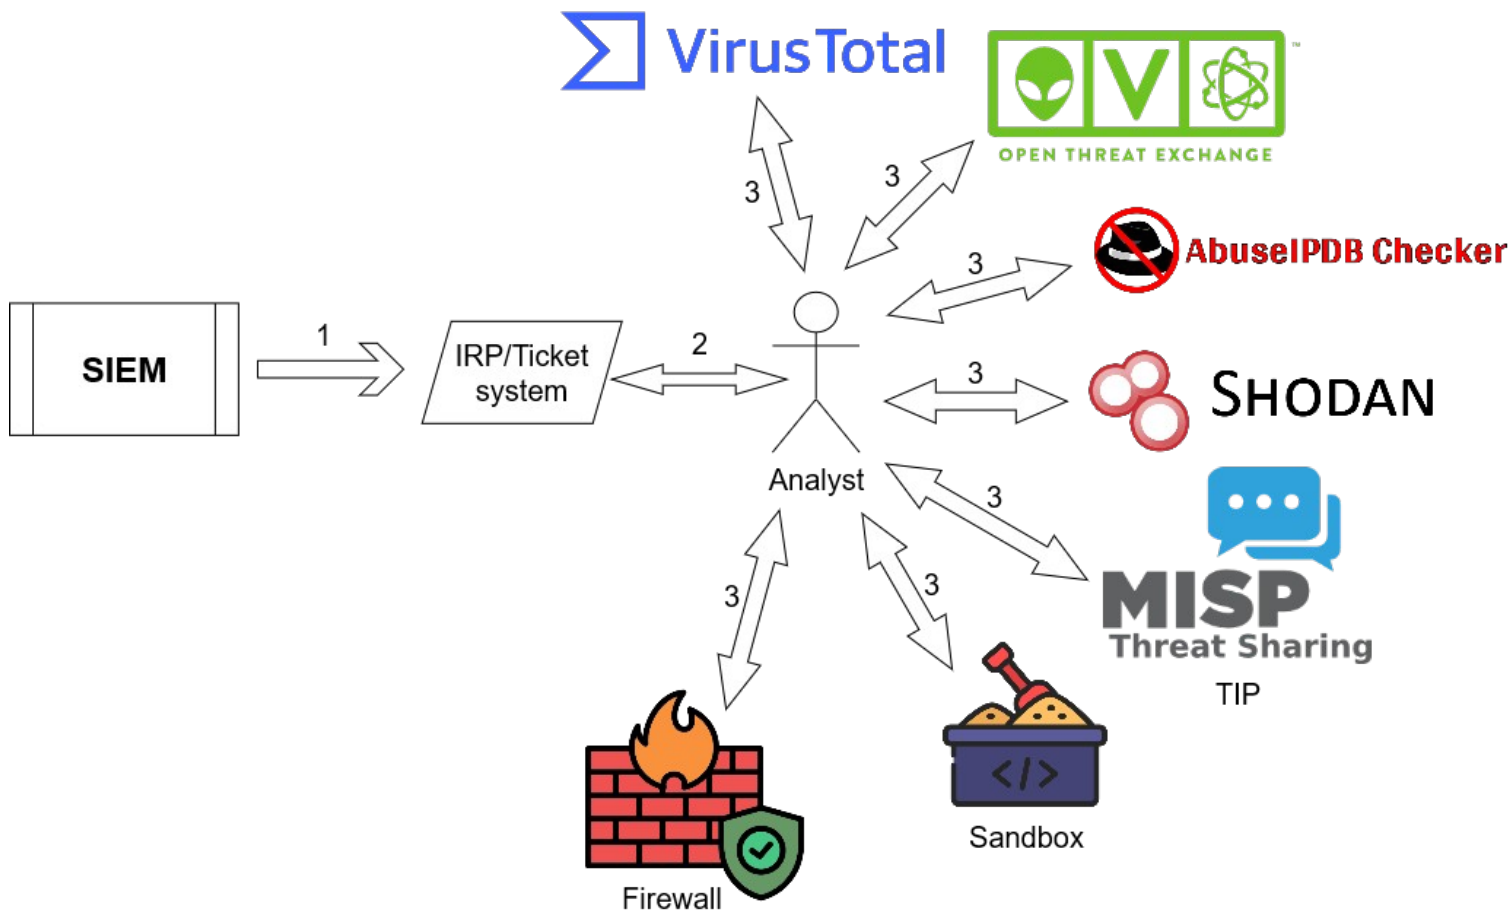 VirusTotal
V
™
OPEN THREAT EXCHANGE
3
3
3
AbuseIPDB Checker
SIEM
1
IRP/Ticket
system
2
3
SHODAN
Analyst
3
MISP
Threat Sharing
TIP
3
3
</>
Sandbox
Firewall